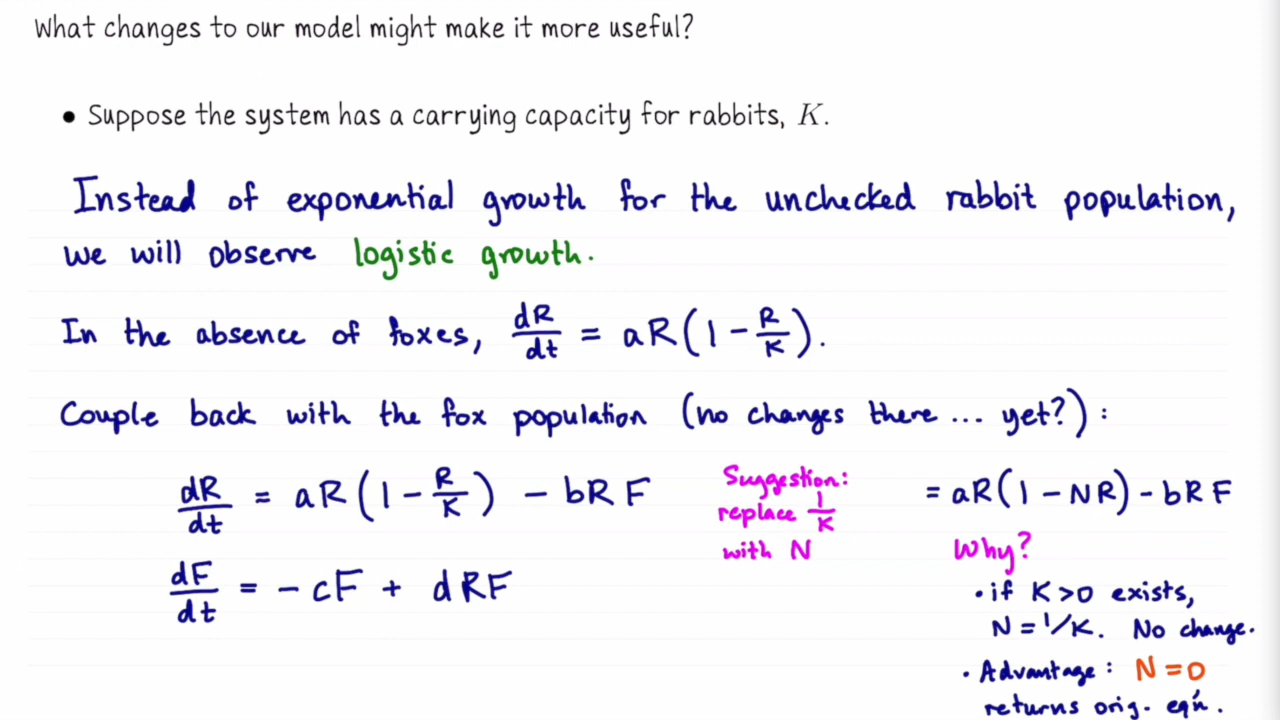 What changes to our model might make it more useful?
• Suppose the system has a carrying capacity for rabbits, K.
Instead of exponential growth for the unchecked rabbit population,
we will observe logistic growth.
In the absence of foxes, dR/dt = aR(1 - R/K).
Couple back with the fox population (no changes there ... yet?):
dR/dt = aR(1 - R/K) - bRF
dF/dt = -cF + dRF
Suggestion:
replace 1/K
with N
= aR(1 - NR) - bRF
Why?
• if K>0 exists,
N = 1/K. No change.
• Advantage: N=0
returns orig. eq'n.